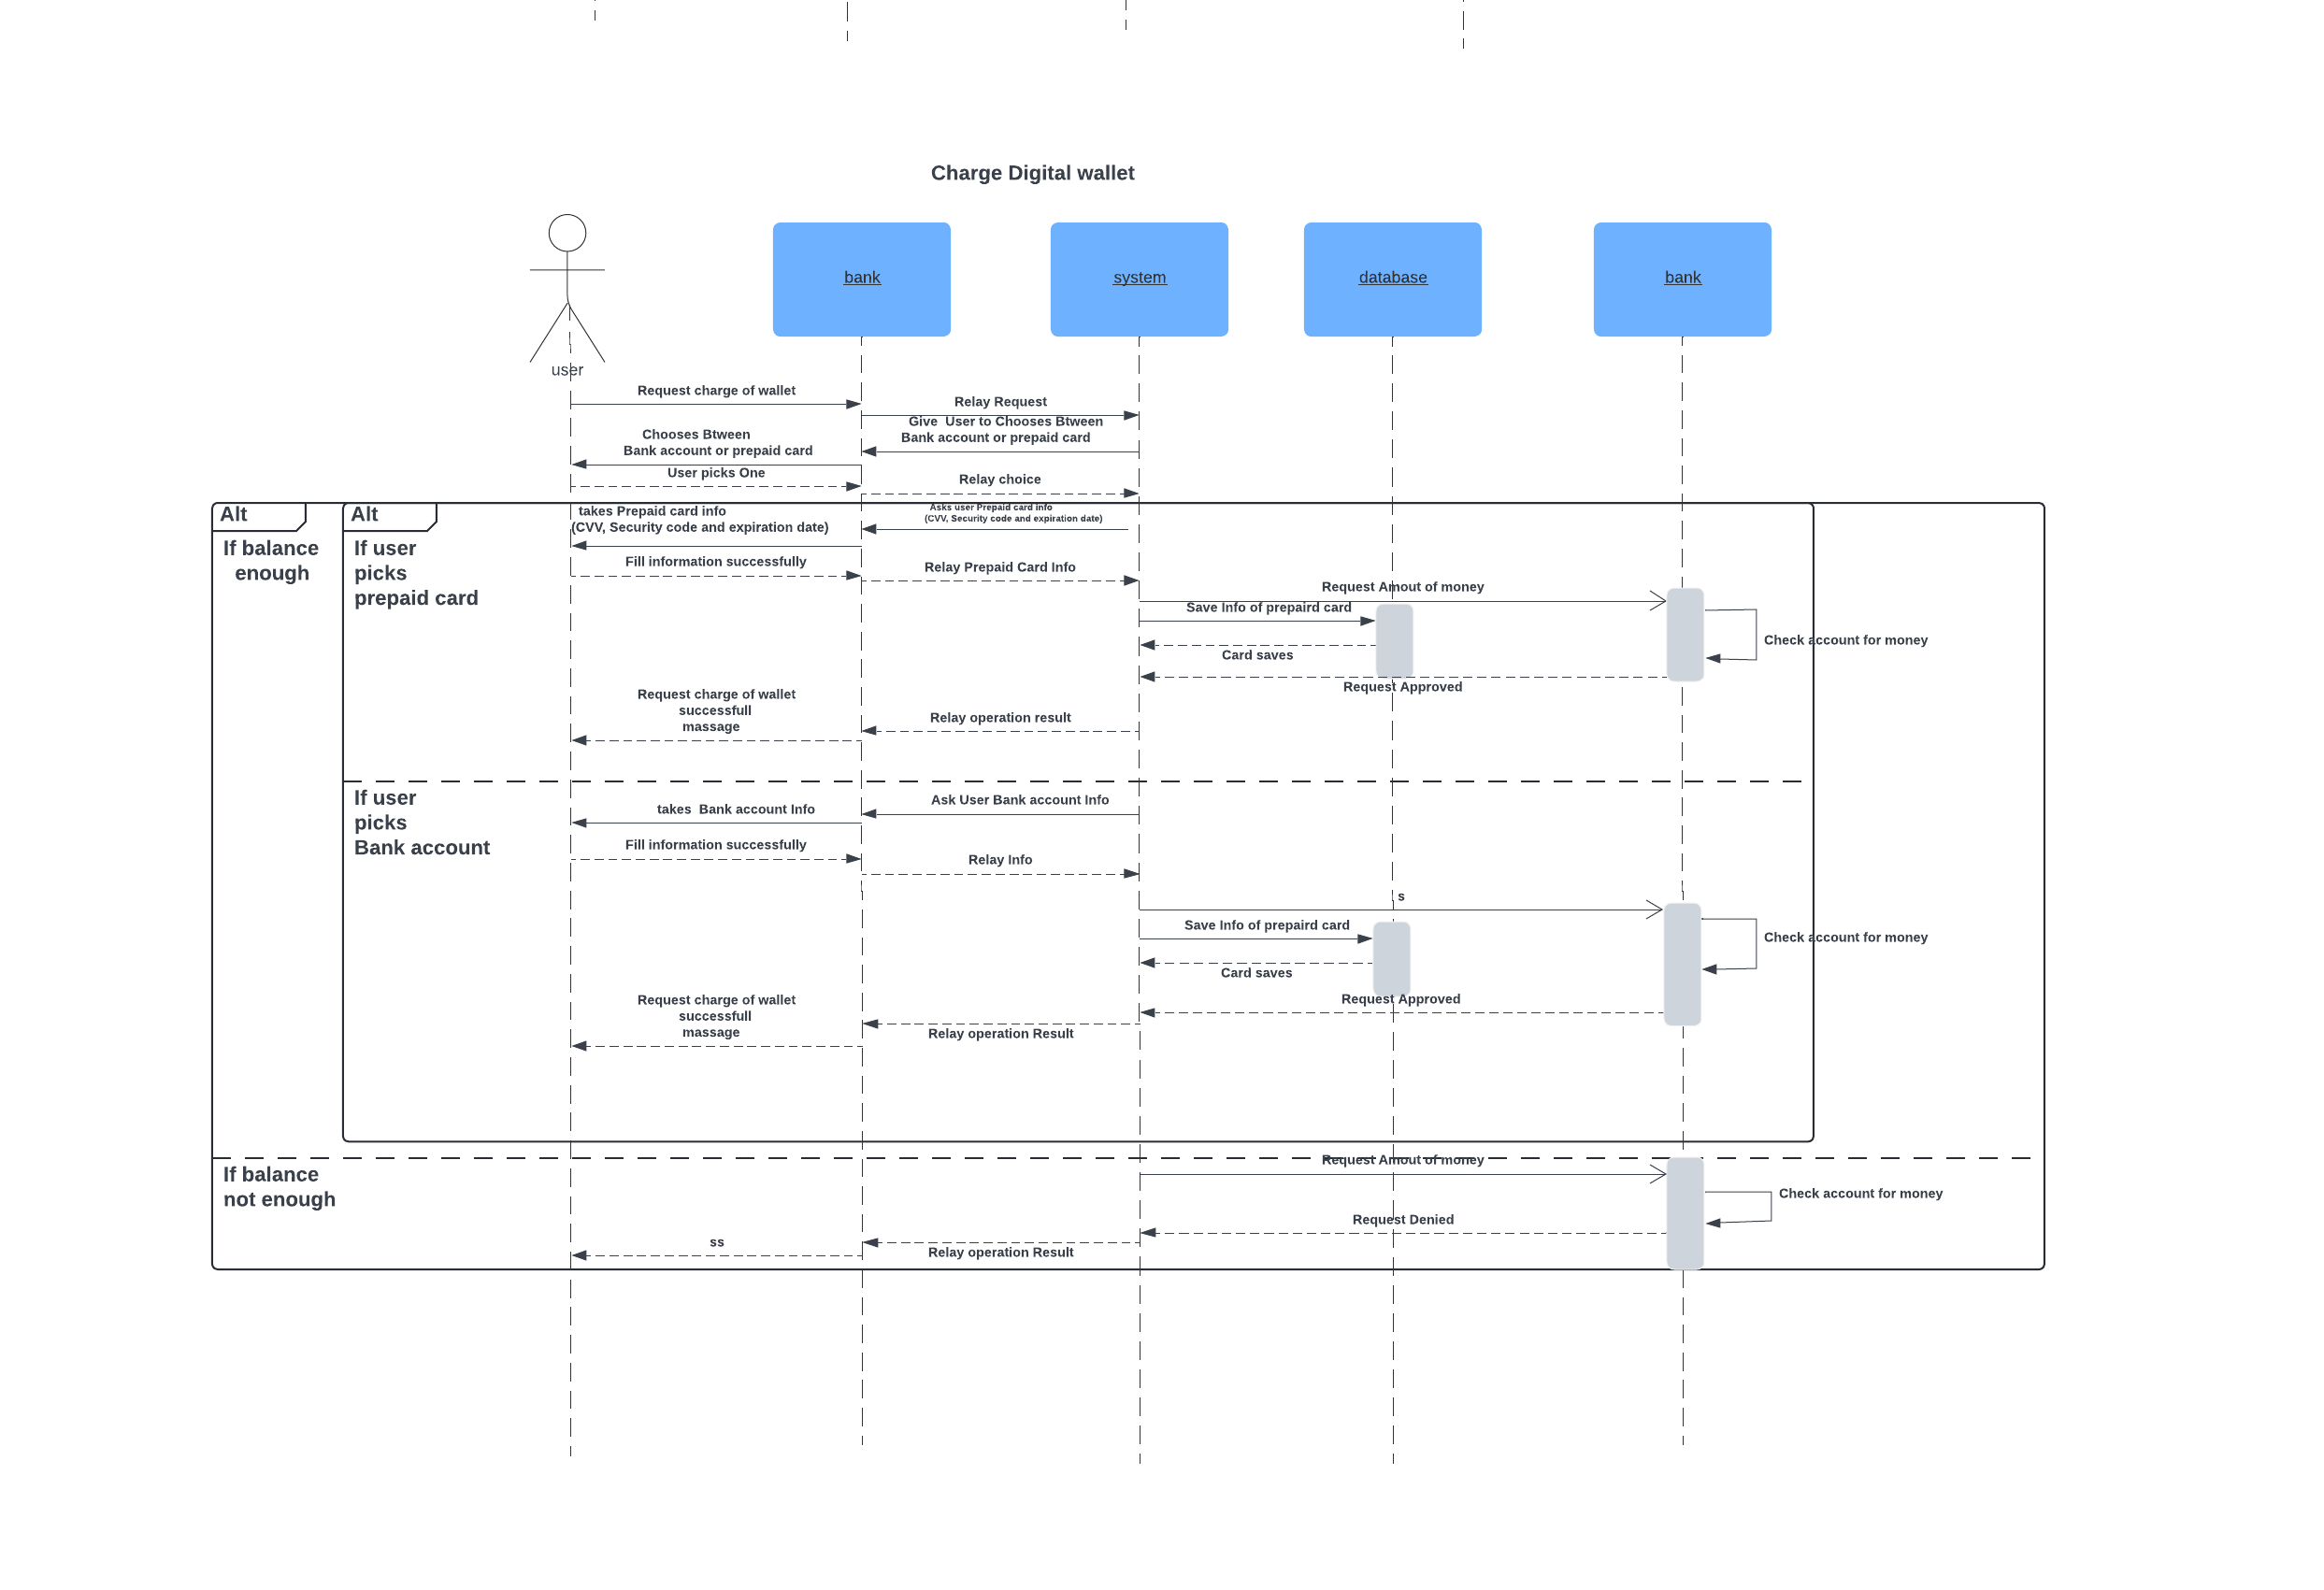 Charge Digital wallet
bank
system
database
bank
user
Request charge of wallet
Relay Request
Give  User to Chooses Btween
Bank account or prepaid card
Chooses Btween
Bank account or prepaid card
User picks One
Relay choice
Alt
If balance
enough
Alt
If user
picks
prepaid card
takes Prepaid card info
(CVV, Security code and expiration date)
Asks user Prepaid card info
(CVV, Security code and expiration date)
Fill information successfully
Relay Prepaid Card Info
Request Amout of money
Save Info of prepaird card
Check account for money
Card saves
Request Approved
Request charge of wallet
successfull
massage
Relay operation result
If user
picks
Bank account
Ask User Bank account Info
takes  Bank account Info
Fill information successfully
Relay Info
s
Save Info of prepaird card
Check account for money
Card saves
Request Approved
Request charge of wallet
successfull
massage
Relay operation Result
If balance
not enough
Request Amout of money
Check account for money
Request Denied
ss
Relay operation Result